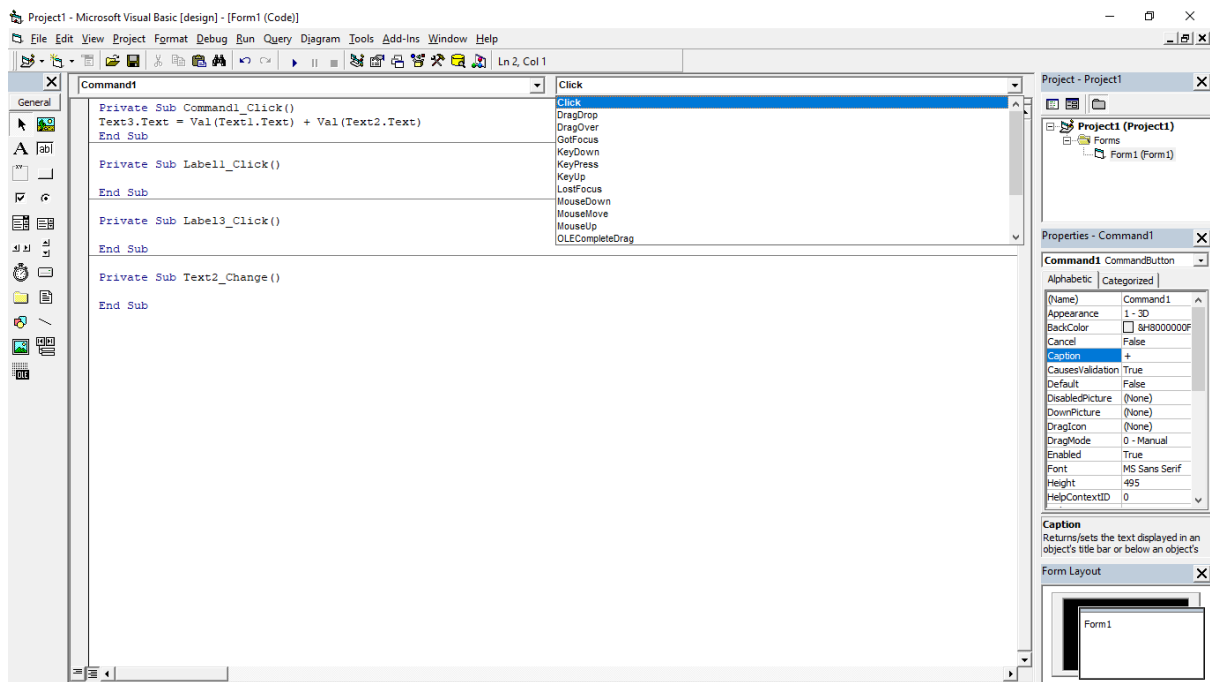 Project1 - Microsoft Visual Basic [design] - [Form1 (Code)]
File Edit View Project Format Debug Run Query Diagram Tools Add-Ins Window Help
Ln 2, Col 1
General
Command1
Click
Private Sub Command1_Click()
Text3.Text = Val(Text1.Text) + Val(Text2.Text)
End Sub
Private Sub Label1_Click()
End Sub
Private Sub Label3_Click()
End Sub
Private Sub Text2_Change()
End Sub
Click
DragDrop
DragOver
GotFocus
KeyDown
KeyPress
KeyUp
LostFocus
MouseDown
MouseMove
MouseUp
OLECompleteDrag
Project - Project1
Project1 (Project1)
Forms
Form1 (Form1)
Properties - Command1
Command1 CommandButton
Alphabetic Categorized
(Name) Command1
Appearance 1 - 3D
BackColor &H8000000F
Cancel False
Caption +
CausesValidation True
Default False
DisabledPicture (None)
DownPicture (None)
DragIcon (None)
DragMode 0 - Manual
Enabled True
Font MS Sans Serif
Height 495
HelpContextID 0
Caption
Returns/sets the text displayed in an
object's title bar or below an object's
Form Layout
Form1